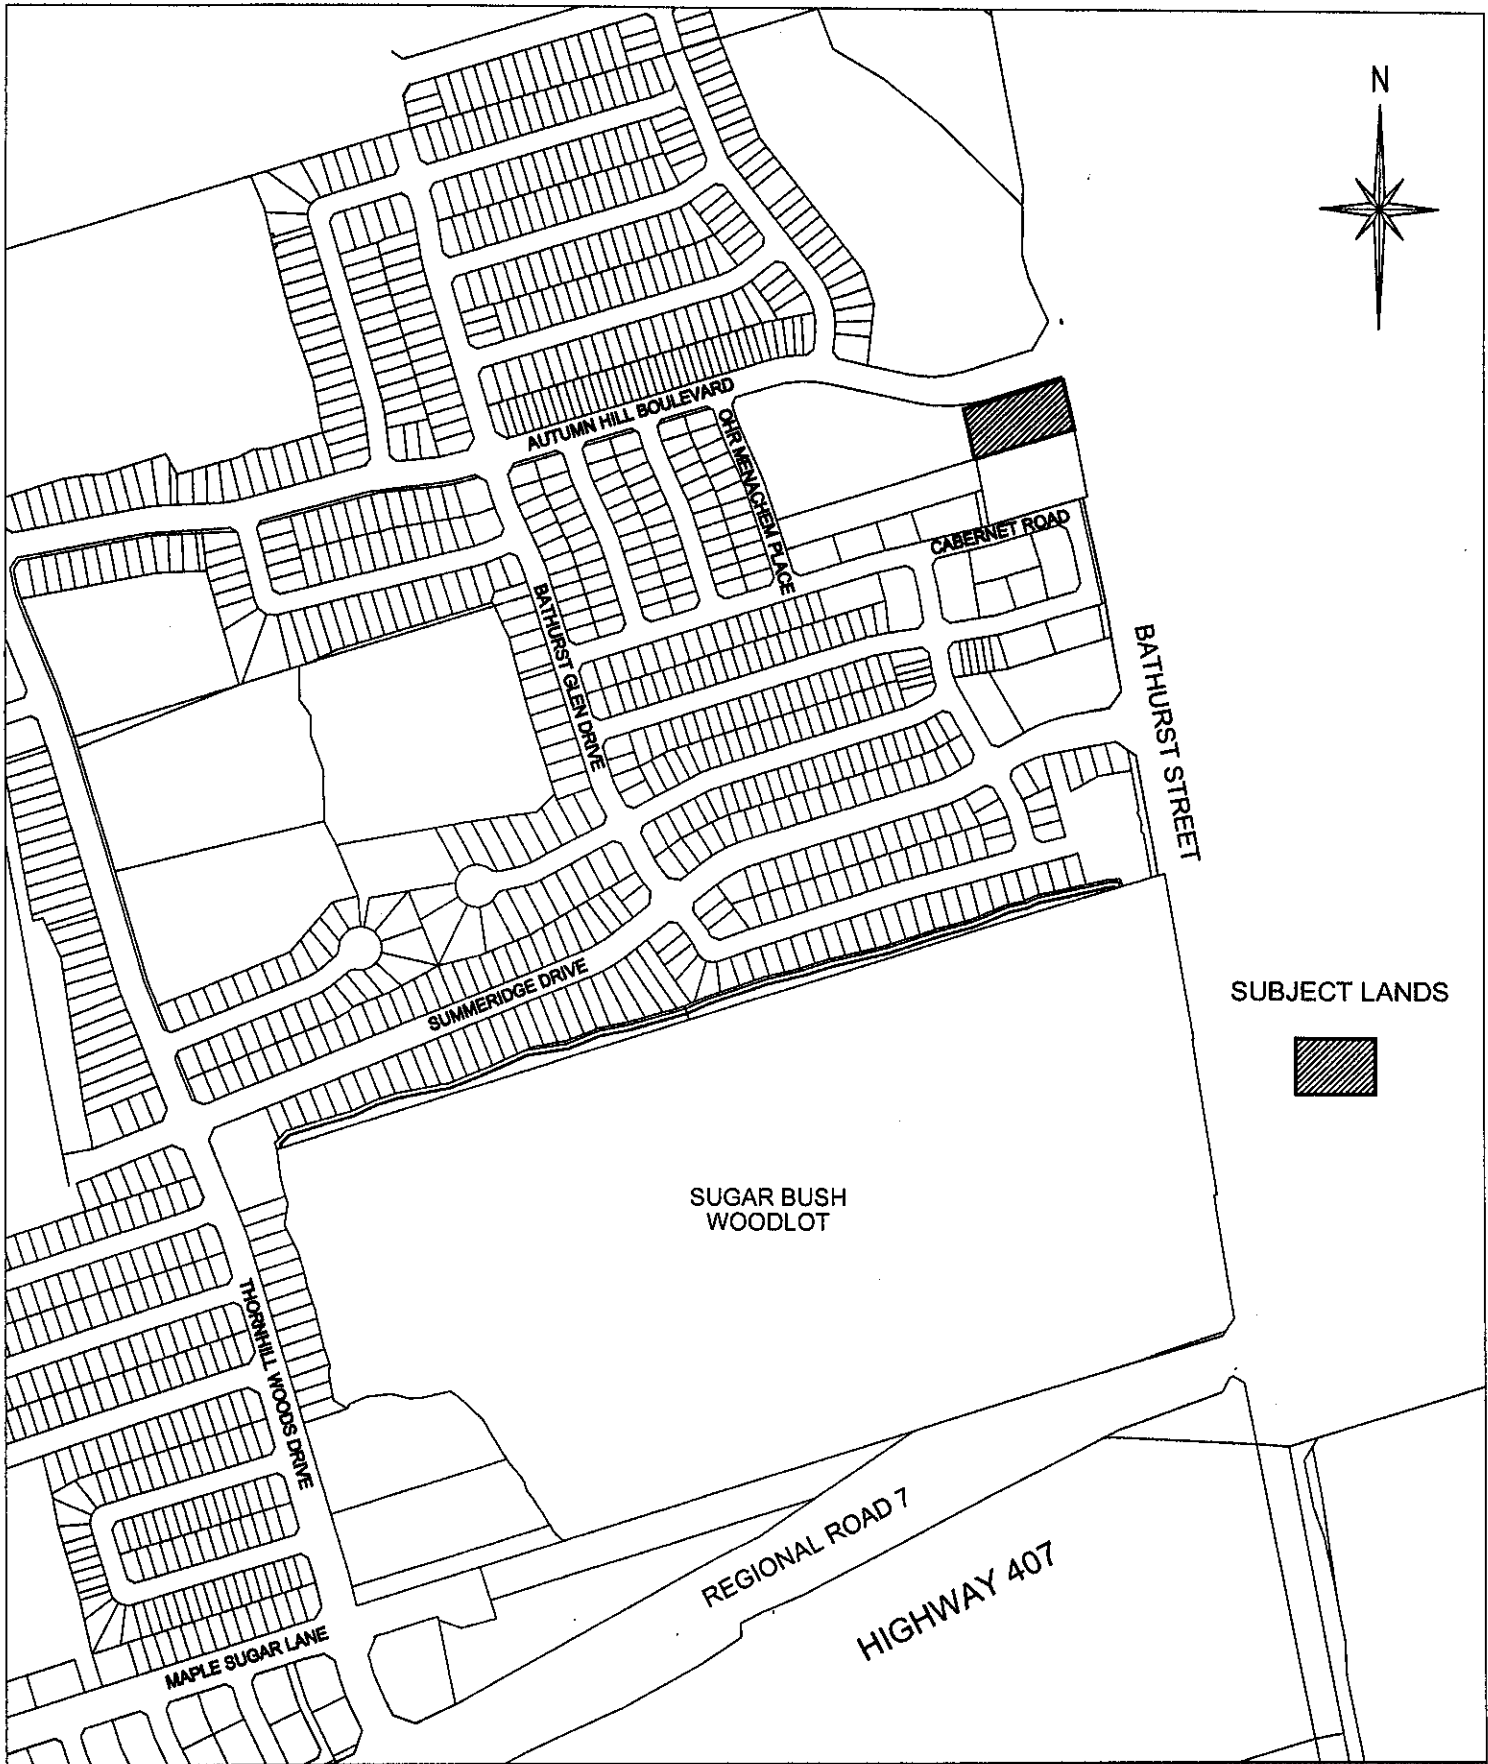 N
AUTUMN HILL BOULEVARD
OHR MENACHEM PLACE
CABERNET ROAD
BATHURST GLEN DRIVE
BATHURST STREET
SUMMERIDGE DRIVE
SUBJECT LANDS
SUGAR BUSH
WOODLOT
THORNHILL WOODS DRIVE
REGIONAL ROAD 7
HIGHWAY 407
MAPLE SUGAR LANE